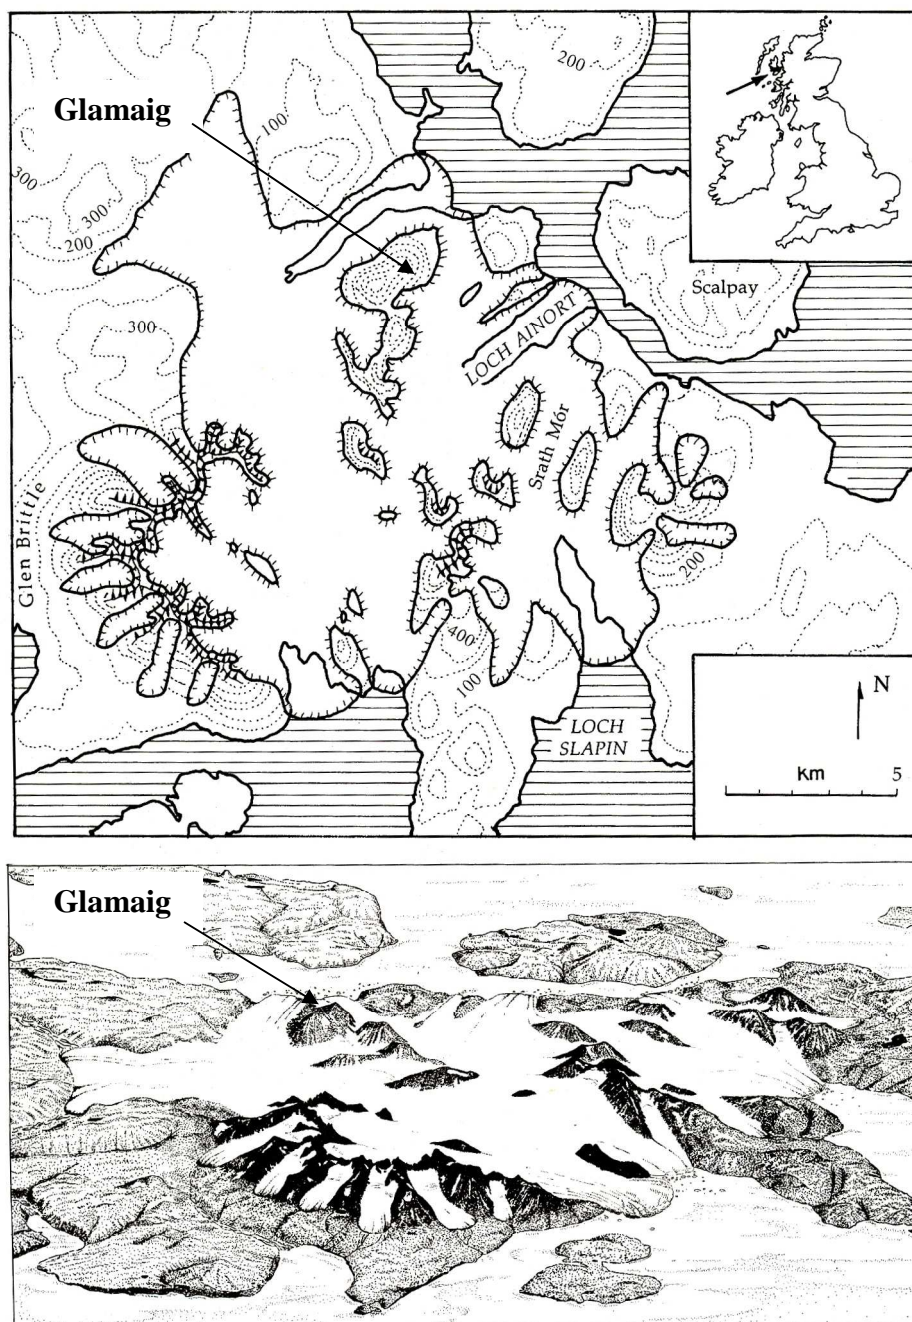 Glamaig
200
100
300
300
200
300
Scalpay
LOCH AINORT
Srath Mór
Glen Brittle
200
400
100
N
LOCH
SLAPIN
Km 5
Glamaig